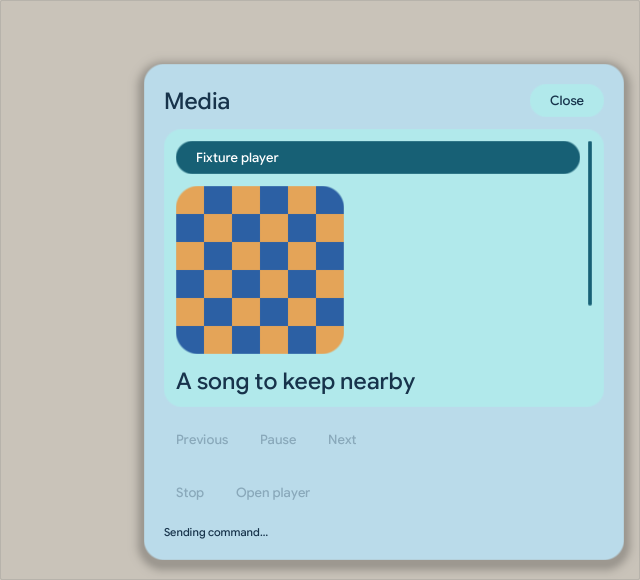 Media
Close
Fixture player
A song to keep nearby
Previous Pause Next
Stop Open player
Sending command...